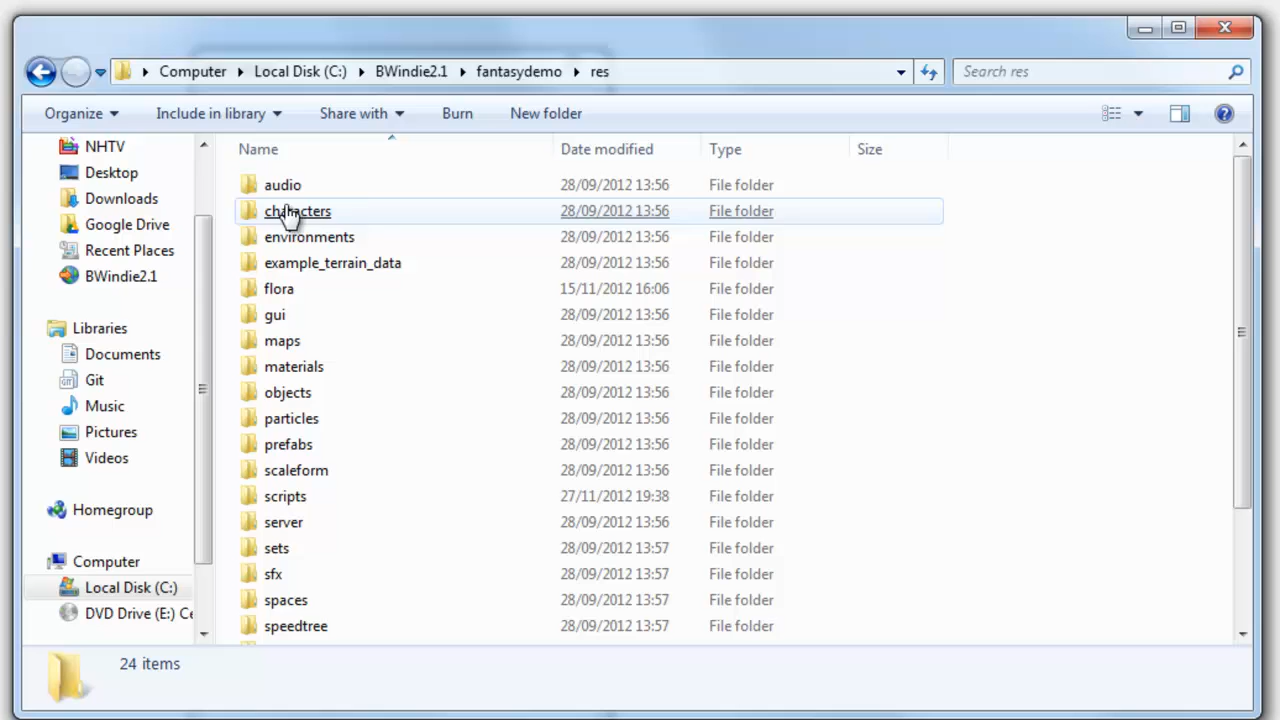 Computer Local Disk (C:) BWindie2.1 fantasydemo res
Search res
Organize Include in library Share with Burn New folder
NHTV
Desktop
Downloads
Google Drive
Recent Places
BWindie2.1
Libraries
Documents
Git
Music
Pictures
Videos
Homegroup
Computer
Local Disk (C:)
DVD Drive (E:) Ce
Name Date modified Type Size
audio 28/09/2012 13:56 File folder
characters 28/09/2012 13:56 File folder
environments 28/09/2012 13:56 File folder
example_terrain_data 28/09/2012 13:56 File folder
flora 15/11/2012 16:06 File folder
gui 28/09/2012 13:56 File folder
maps 28/09/2012 13:56 File folder
materials 28/09/2012 13:56 File folder
objects 28/09/2012 13:56 File folder
particles 28/09/2012 13:56 File folder
prefabs 28/09/2012 13:56 File folder
scaleform 28/09/2012 13:56 File folder
scripts 27/11/2012 19:38 File folder
server 28/09/2012 13:56 File folder
sets 28/09/2012 13:57 File folder
sfx 28/09/2012 13:57 File folder
spaces 28/09/2012 13:57 File folder
speedtree 28/09/2012 13:57 File folder
24 items